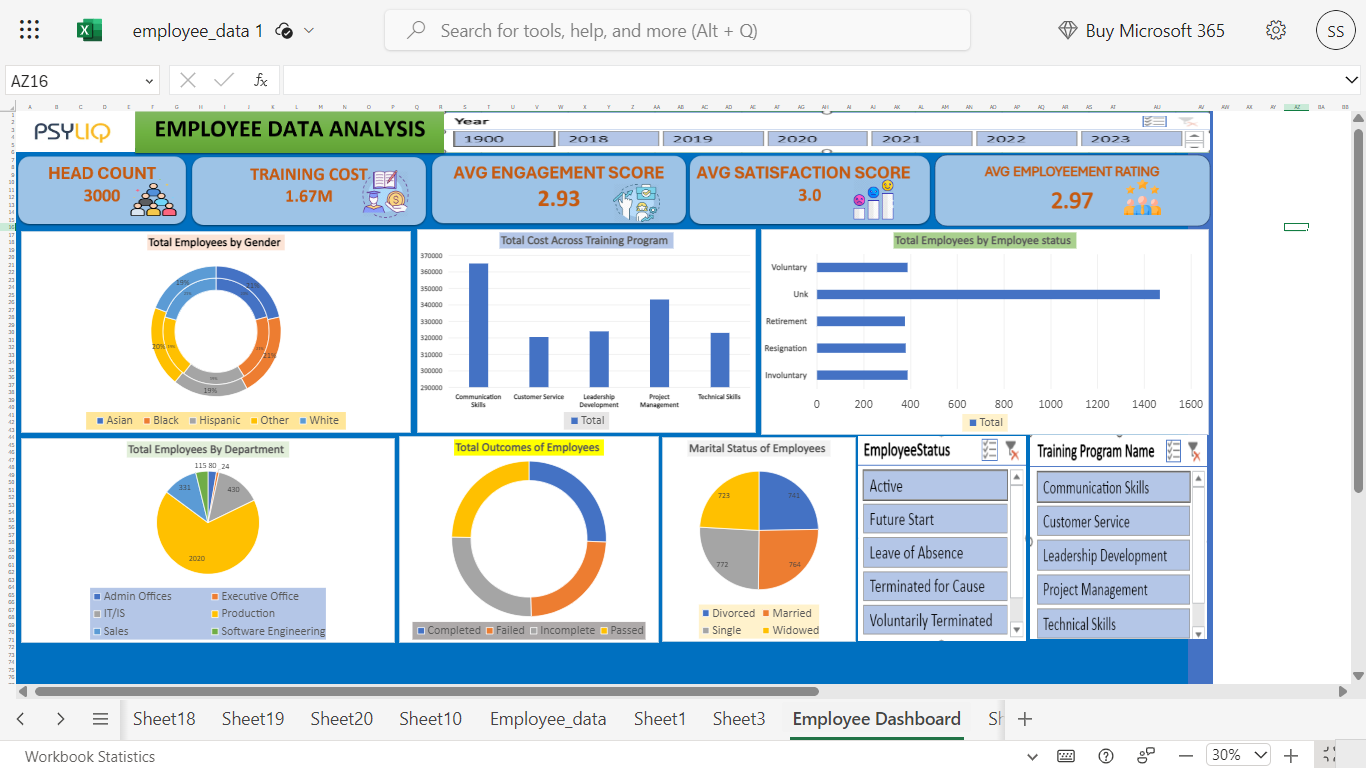 employee_data 1
Search for tools, help, and more (Alt + Q)
Buy Microsoft 365
SS
AZ16
fx
PSYLIQ
EMPLOYEE DATA ANALYSIS
Year
1900 2018 2019 2020 2021 2022 2023
HEAD COUNT
3000
TRAINING COST
1.67M
AVG ENGAGEMENT SCORE
2.93
AVG SATISFACTION SCORE
3.0
AVG EMPLOYEEMENT RATING
2.97
Total Employees by Gender
19%
21%
20%
21%
19%
Asian Black Hispanic Other White
Total Cost Across Training Program
370000
360000
350000
340000
330000
320000
310000
300000
290000
Communication Skills
Customer Service
Leadership Development
Project Management
Technical Skills
Total
Total Employees by Employee status
Voluntary
Unk
Retirement
Resignation
Involuntary
0 200 400 600 800 1000 1200 1400 1600
Total
Total Employees By Department
115 80 24
331
430
2020
Admin Offices Executive Office
IT/IS Production
Sales Software Engineering
Total Outcomes of Employees
Completed Failed Incomplete Passed
Marital Status of Employees
723 741
772 764
Divorced Married
Single Widowed
EmployeeStatus
Active
Future Start
Leave of Absence
Terminated for Cause
Voluntarily Terminated
Training Program Name
Communication Skills
Customer Service
Leadership Development
Project Management
Technical Skills
Sheet18 Sheet19 Sheet20 Sheet10 Employee_data Sheet1 Sheet3 Employee Dashboard Sh
Workbook Statistics
30%